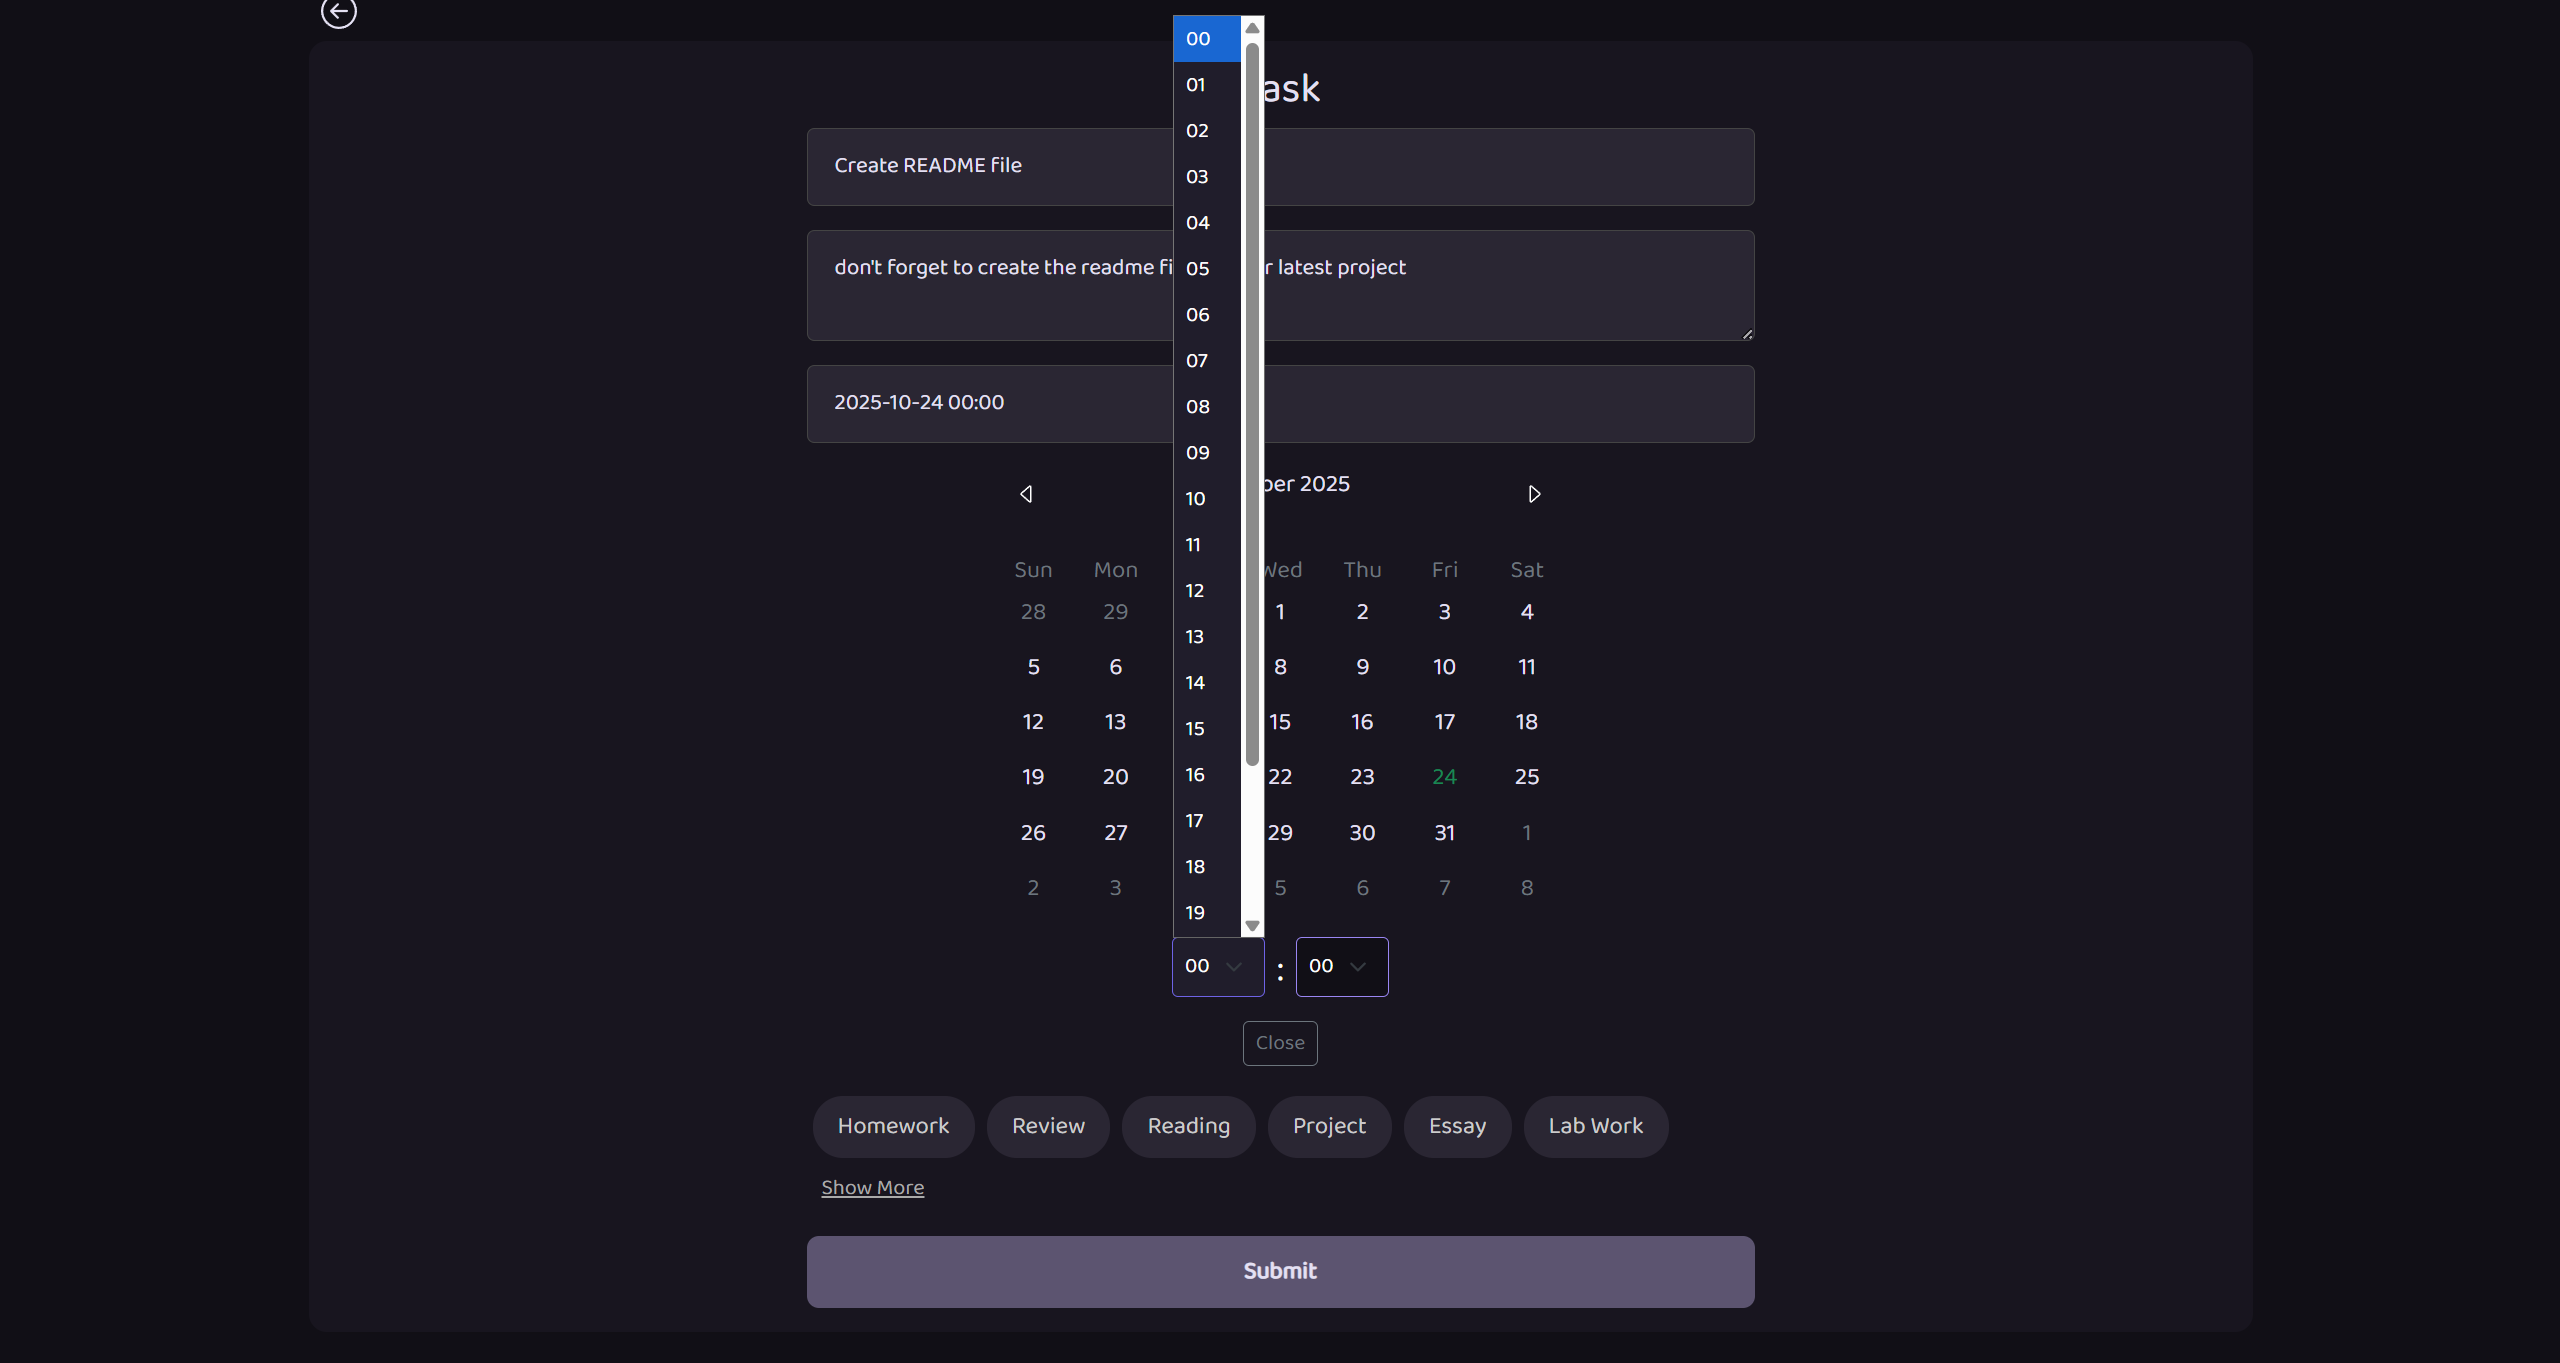 ask
Create README file
don't forget to create the readme fi r latest project
2025-10-24 00:00
ber 2025
Sun Mon Wed Thu Fri Sat
28 29 1 2 3 4
5 6 8 9 10 11
12 13 15 16 17 18
19 20 22 23 24 25
26 27 29 30 31 1
2 3 5 6 7 8
00
01
02
03
04
05
06
07
08
09
10
11
12
13
14
15
16
17
18
19
00 : 00
Close
Homework Review Reading Project Essay Lab Work
Show More
Submit